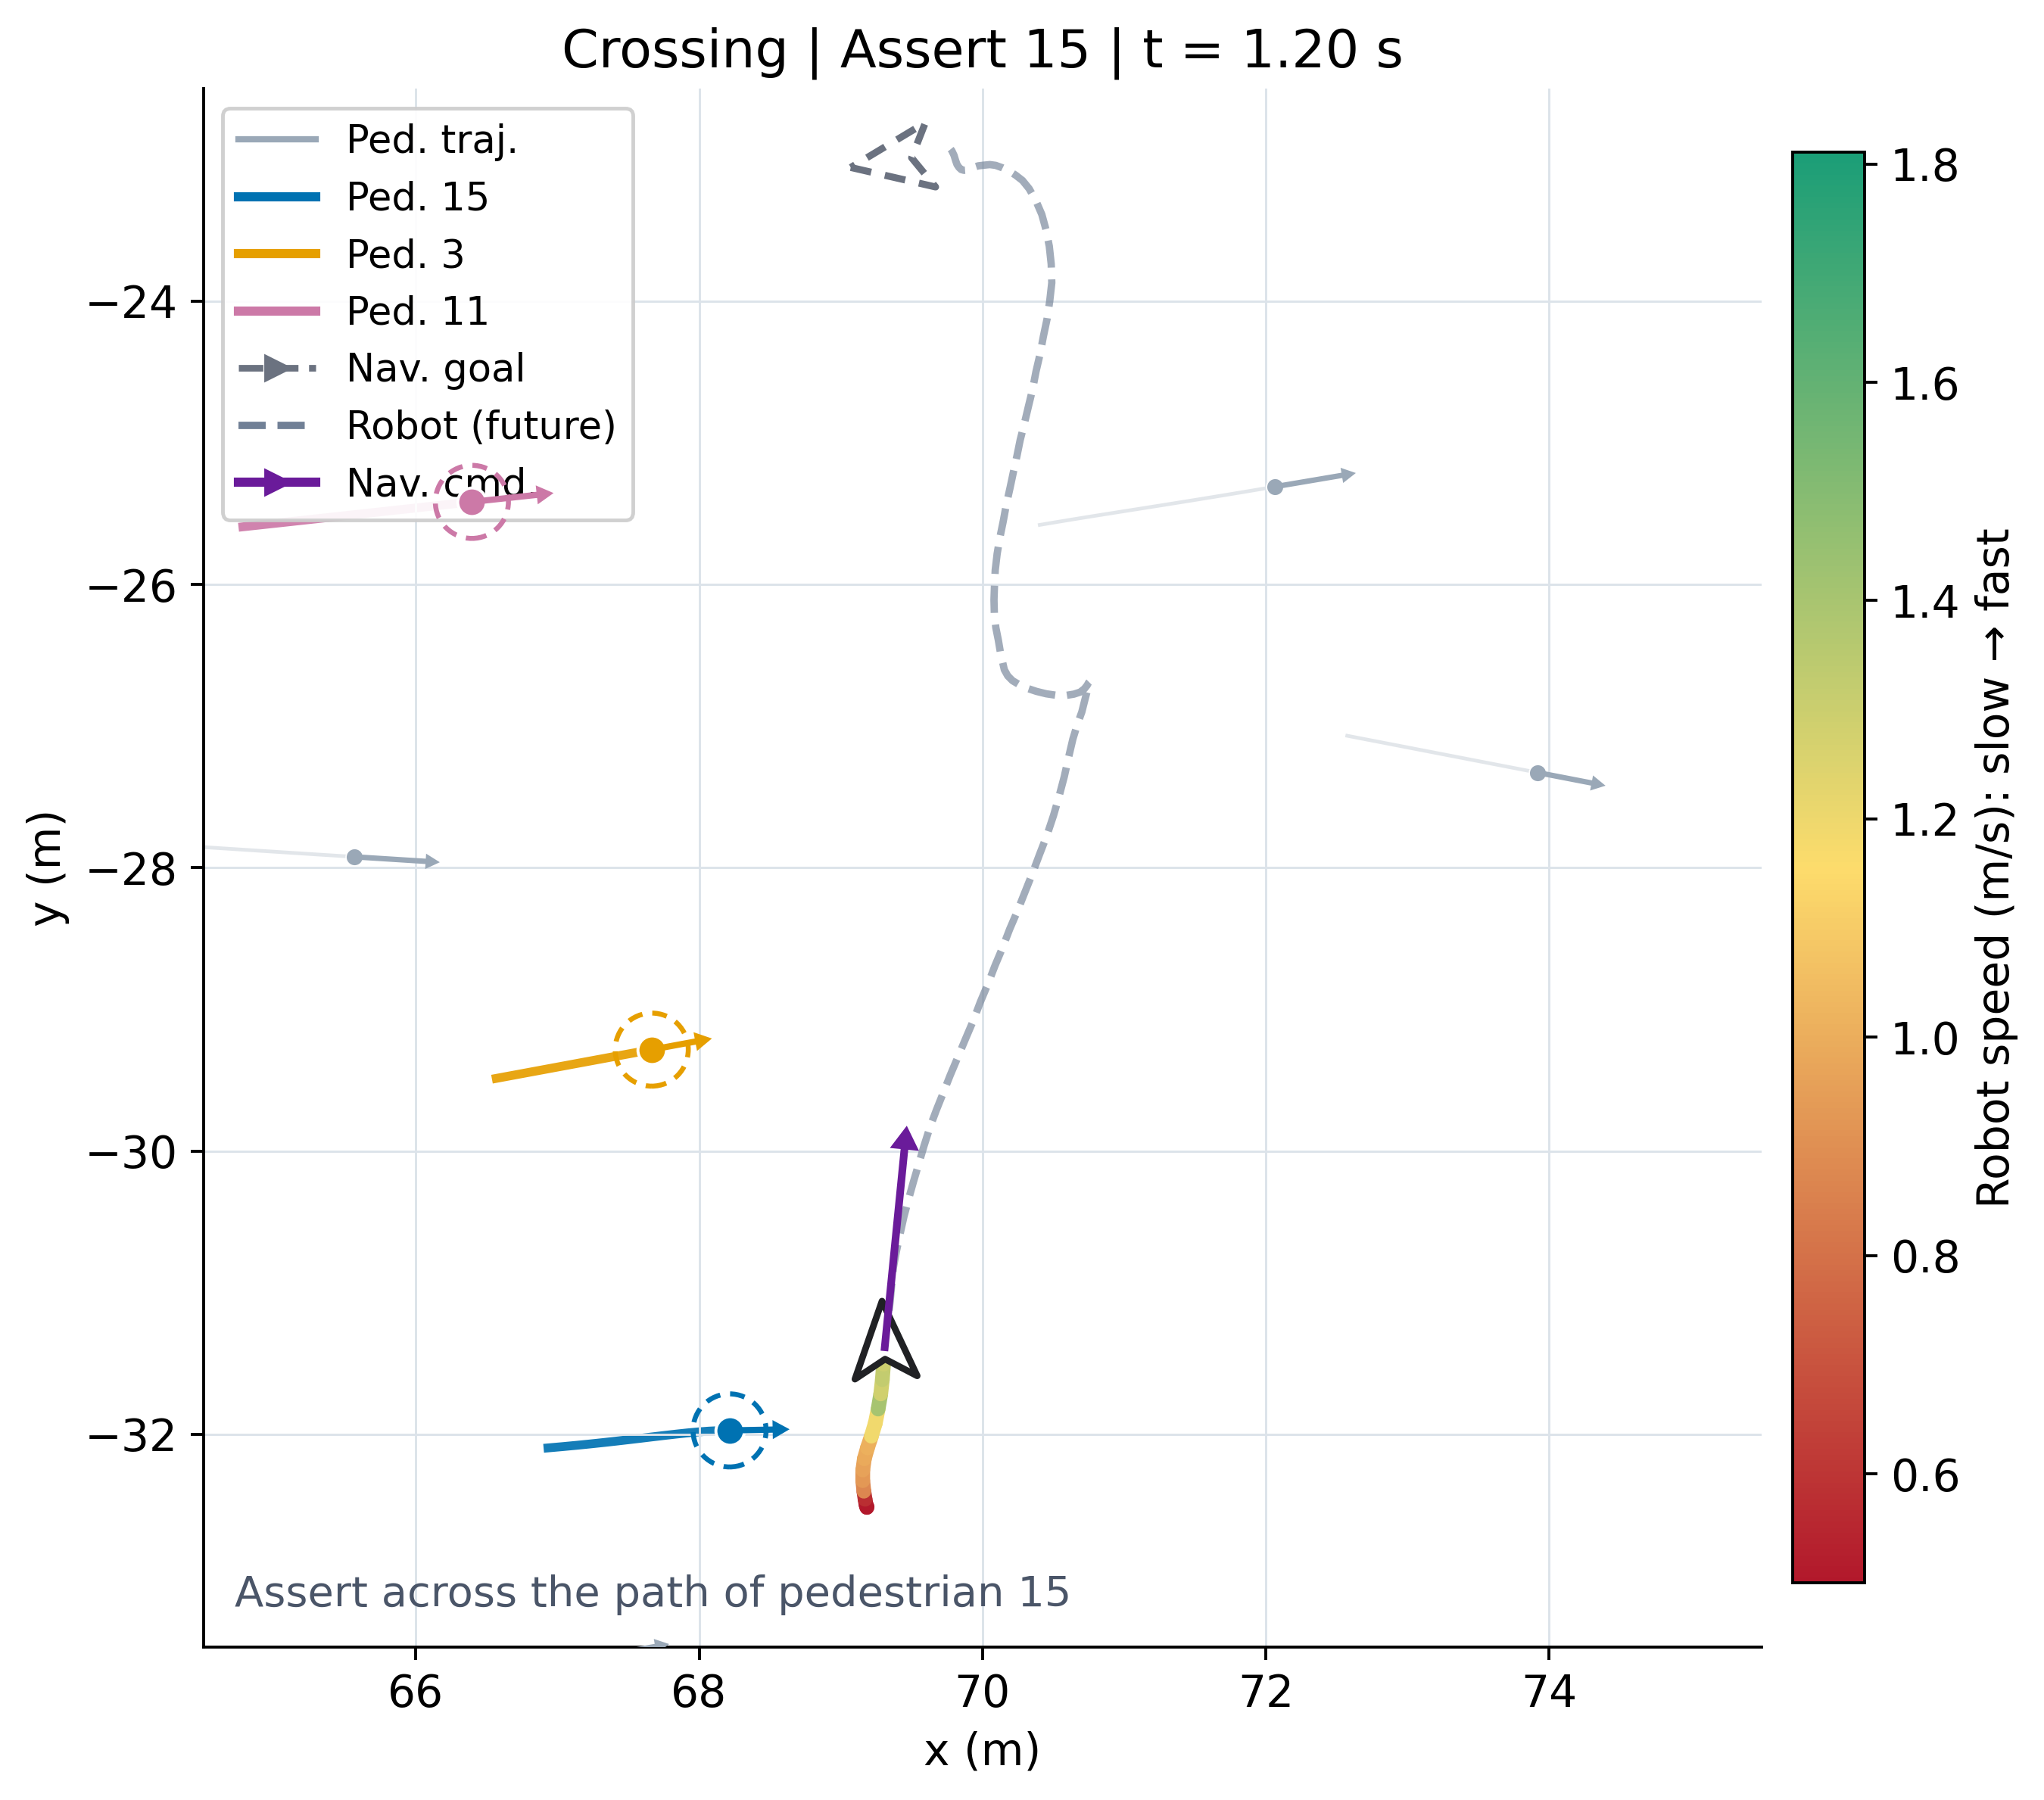 Crossing | Assert 15 | t = 1.20 s
Ped. traj.
Ped. 15
Ped. 3
Ped. 11
Nav. goal
Robot (future)
Nav. cmd
−24
−26
−28
−30
−32
y (m)
66
68
70
72
74
x (m)
Assert across the path of pedestrian 15
1.8
1.6
1.4
1.2
1.0
0.8
0.6
Robot speed (m/s): slow → fast